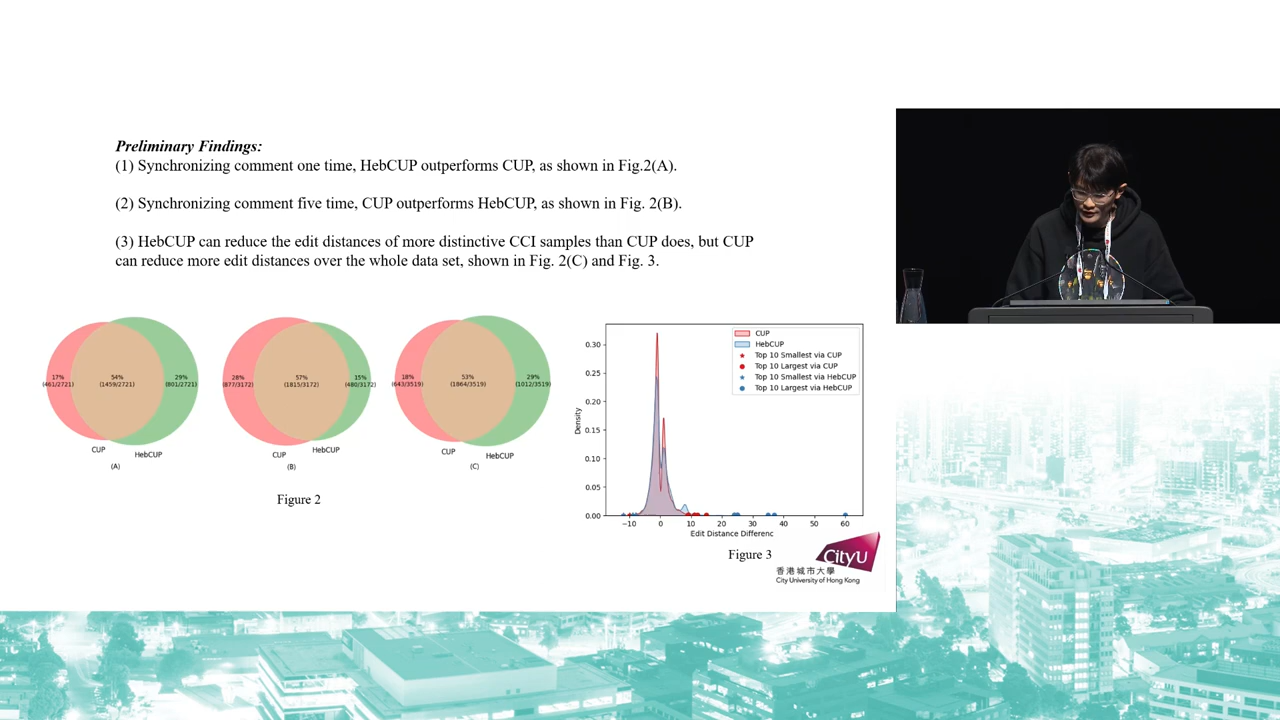 Preliminary Findings:
(1) Synchronizing comment one time, HebCUP outperforms CUP, as shown in Fig.2(A).
(2) Synchronizing comment five time, CUP outperforms HebCUP, as shown in Fig. 2(B).
(3) HebCUP can reduce the edit distances of more distinctive CCI samples than CUP does, but CUP
can reduce more edit distances over the whole data set, shown in Fig. 2(C) and Fig. 3.
17%
(461/2721)
54%
(1459/2721)
29%
(801/2721)
CUP
HebCUP
(A)
28%
(877/3172)
57%
(1815/3172)
15%
(480/3172)
CUP
HebCUP
(B)
18%
(643/3519)
53%
(1864/3519)
29%
(1012/3519)
CUP
HebCUP
(C)
Figure 2
CUP
HebCUP
Top 10 Smallest via CUP
Top 10 Largest via CUP
Top 10 Smallest via HebCUP
Top 10 Largest via HebCUP
Density
0.30
0.25
0.20
0.15
0.10
0.05
0.00
−10 0 10 20 30 40 50 60
Edit Distance Differenc
Figure 3
CityU
香港城市大學
City University of Hong Kong